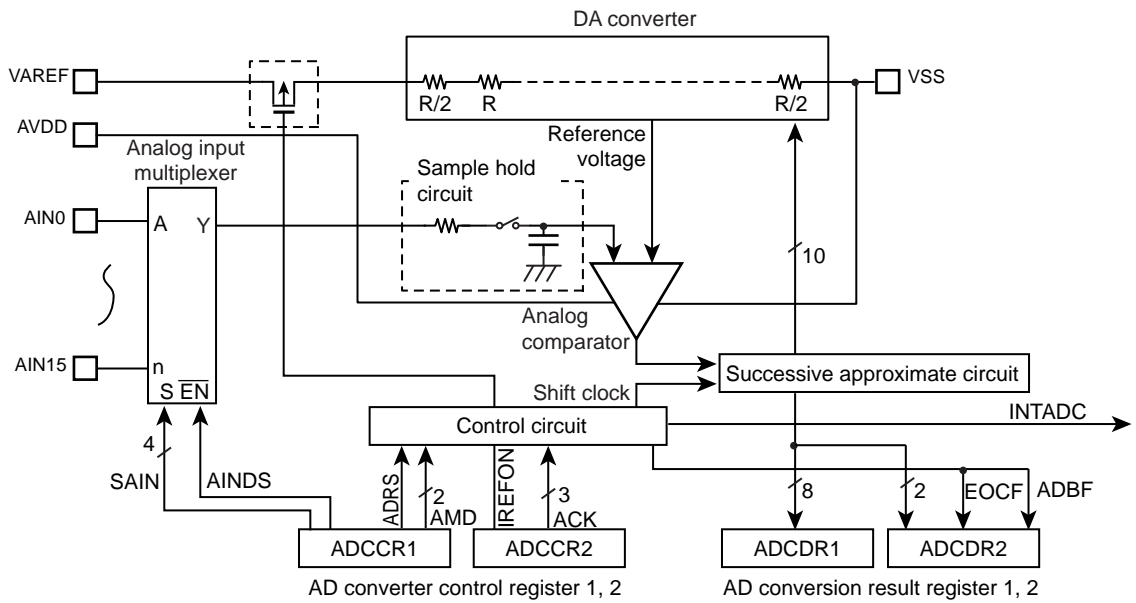 DA converter
VAREF
R/2
R
R/2
VSS
AVDD
Analog input
multiplexer
Reference
voltage
Sample hold
circuit
AIN0
A
Y
10
Analog
comparator
AIN15
n
S EN
Successive approximate circuit
Shift clock
INTADC
Control circuit
4
SAIN
AINDS
ADRS
2
AMD
IREFON
3
ACK
8
2
EOCF
ADBF
ADCCR1
ADCCR2
ADCDR1
ADCDR2
AD converter control register 1, 2
AD conversion result register 1, 2